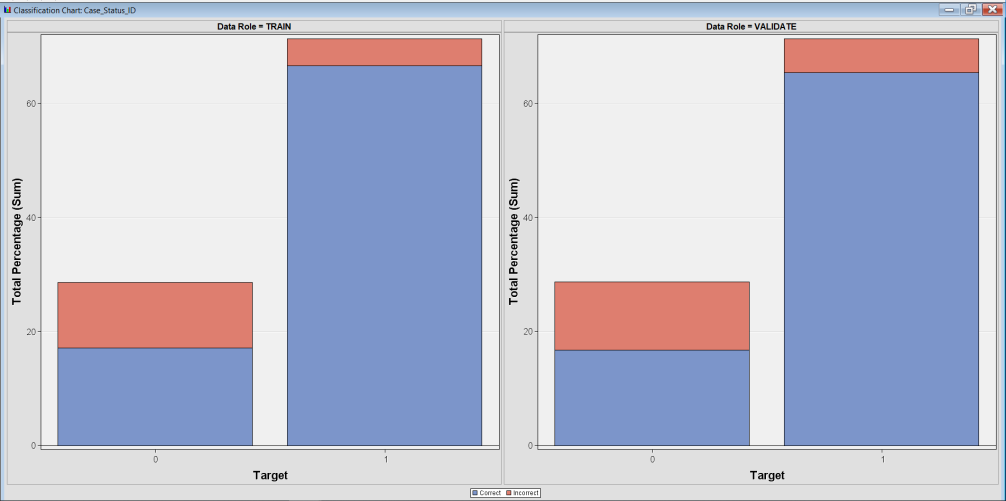 Classification Chart: Case_Status_ID
Data Role = TRAIN
Data Role = VALIDATE
Total Percentage (Sum)
60
40
20
0
0
1
Target
Total Percentage (Sum)
60
40
20
0
0
1
Target
Correct
Incorrect